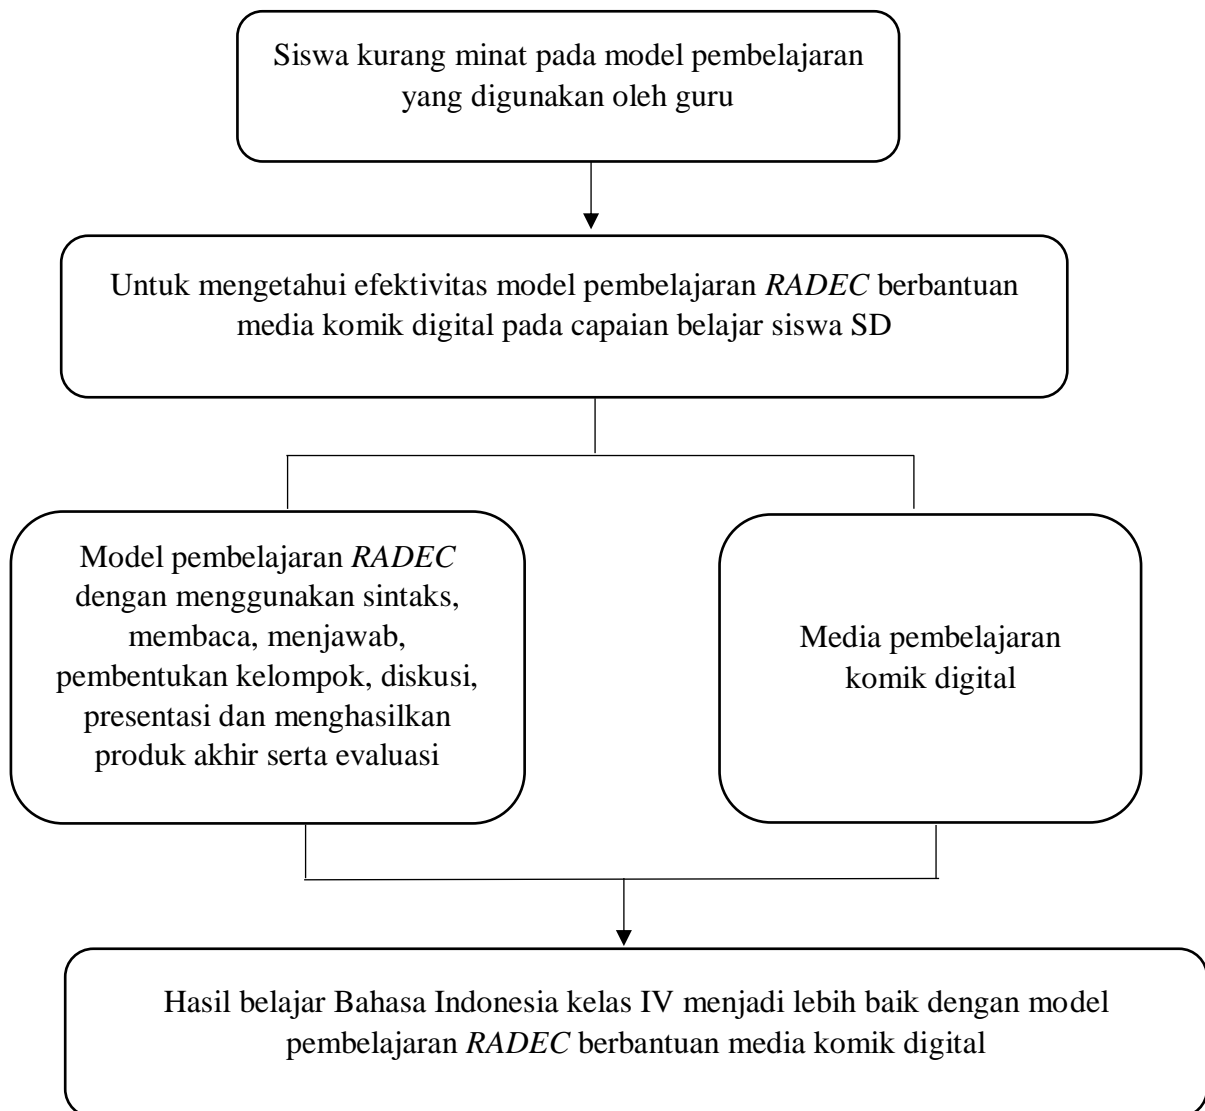 Siswa kurang minat pada model pembelajaran
yang digunakan oleh guru
Untuk mengetahui efektivitas model pembelajaran RADEC berbantuan
media komik digital pada capaian belajar siswa SD
Model pembelajaran RADEC
dengan menggunakan sintaks,
membaca, menjawab,
pembentukan kelompok, diskusi,
presentasi dan menghasilkan
produk akhir serta evaluasi
Media pembelajaran
komik digital
Hasil belajar Bahasa Indonesia kelas IV menjadi lebih baik dengan model
pembelajaran RADEC berbantuan media komik digital